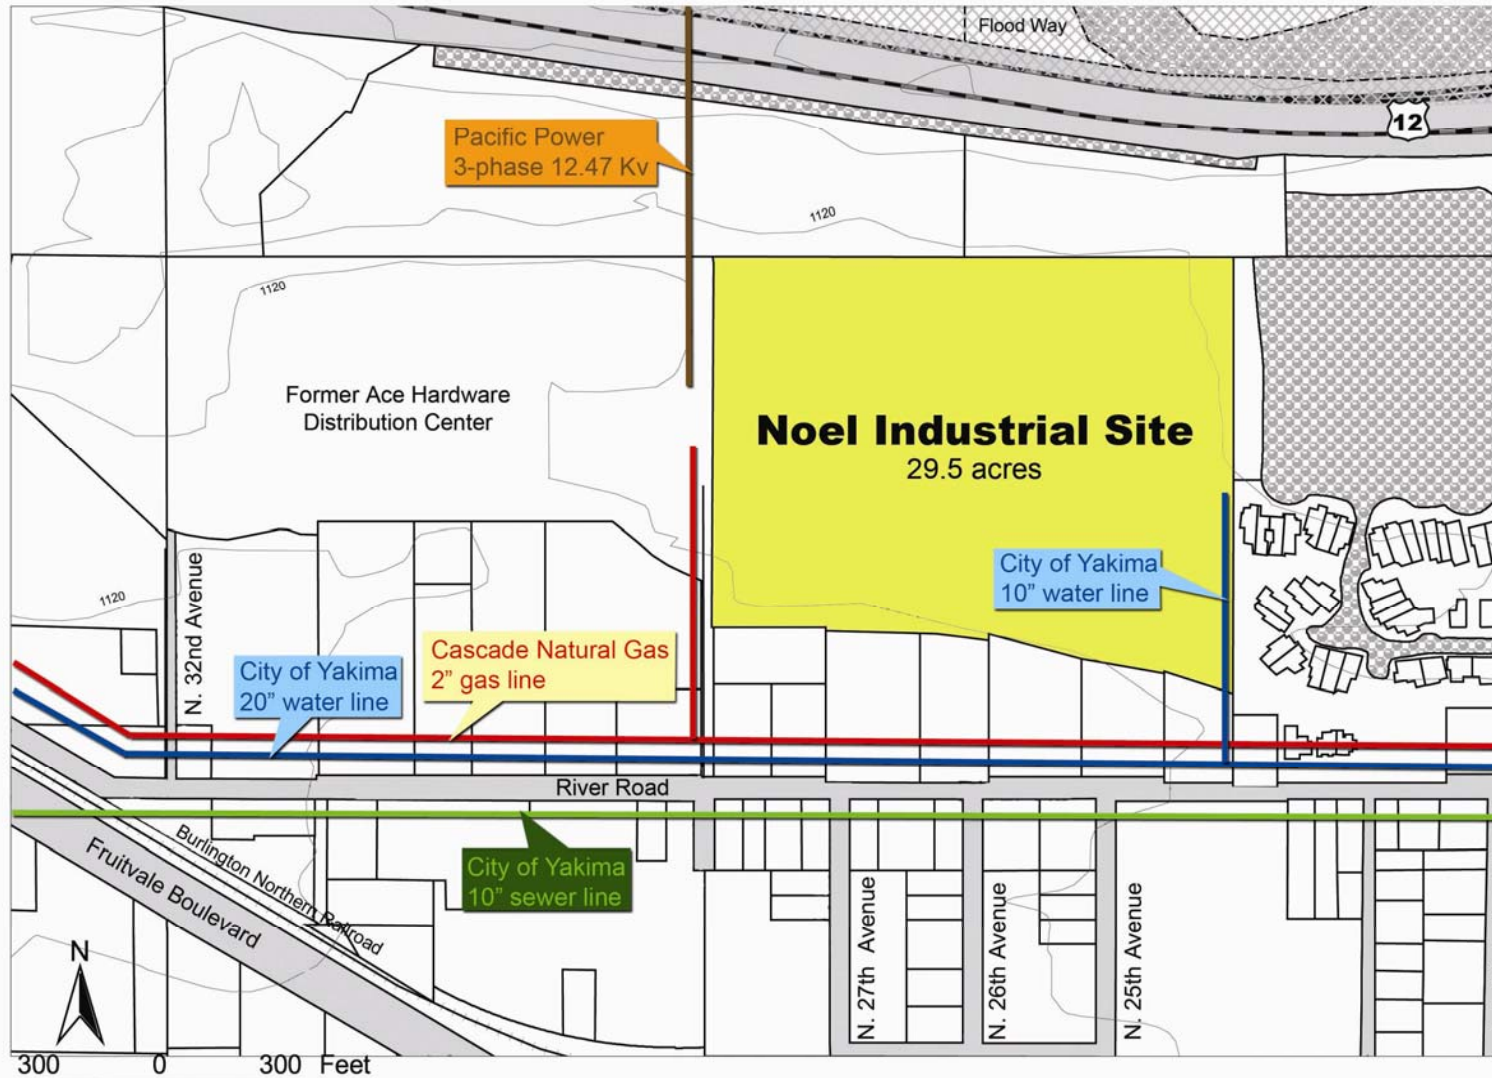 Flood Way
12
Pacific Power
3-phase 12.47 Kv
1120
1120
Former Ace Hardware
Distribution Center
Noel Industrial Site
29.5 acres
City of Yakima
10” water line
1120
N. 32nd Avenue
Cascade Natural Gas
2” gas line
City of Yakima
20” water line
River Road
Burlington Northern Railroad
Fruitvale Boulevard
City of Yakima
10” sewer line
N. 27th Avenue
N. 26th Avenue
N. 25th Avenue
N
300 0 300 Feet